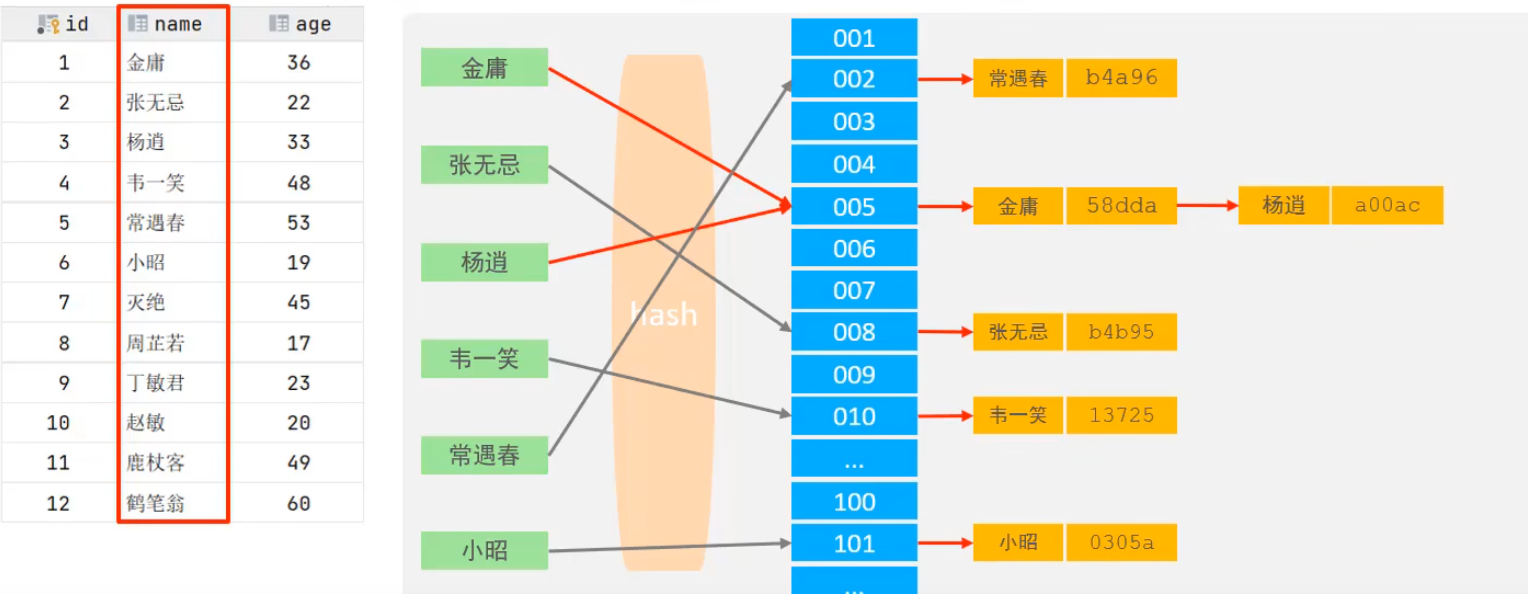 id name age
1 金庸 36
2 张无忌 22
3 杨逍 33
4 韦一笑 48
5 常遇春 53
6 小昭 19
7 灭绝 45
8 周芷若 17
9 丁敏君 23
10 赵敏 20
11 鹿杖客 49
12 鹤笔翁 60
金庸
张无忌
杨逍
韦一笑
常遇春
小昭
hash
001
002 常遇春 b4a96
003
004
005 金庸 58dda 杨逍 a00ac
006
007
008 张无忌 b4b95
009
010 韦一笑 13725
...
100
101 小昭 0305a
...